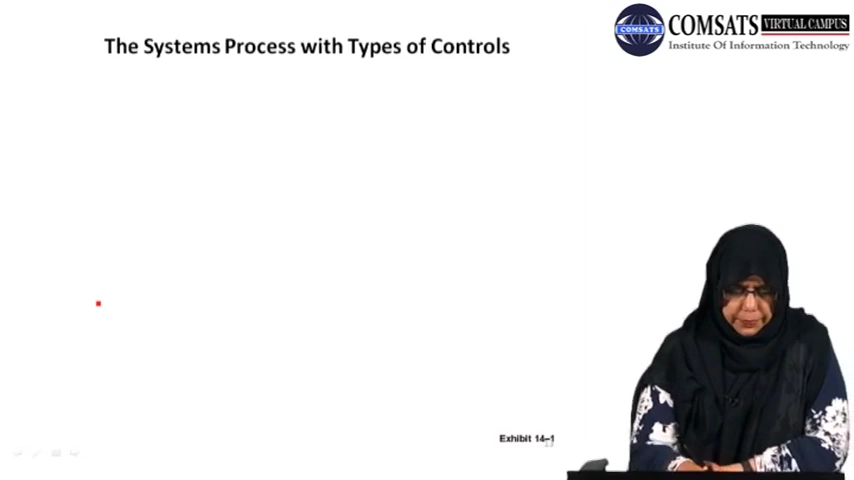 The Systems Process with Types of Controls
COMSATS VIRTUAL CAMPUS
Institute Of Information Technology
COMSATS
Exhibit 14–1